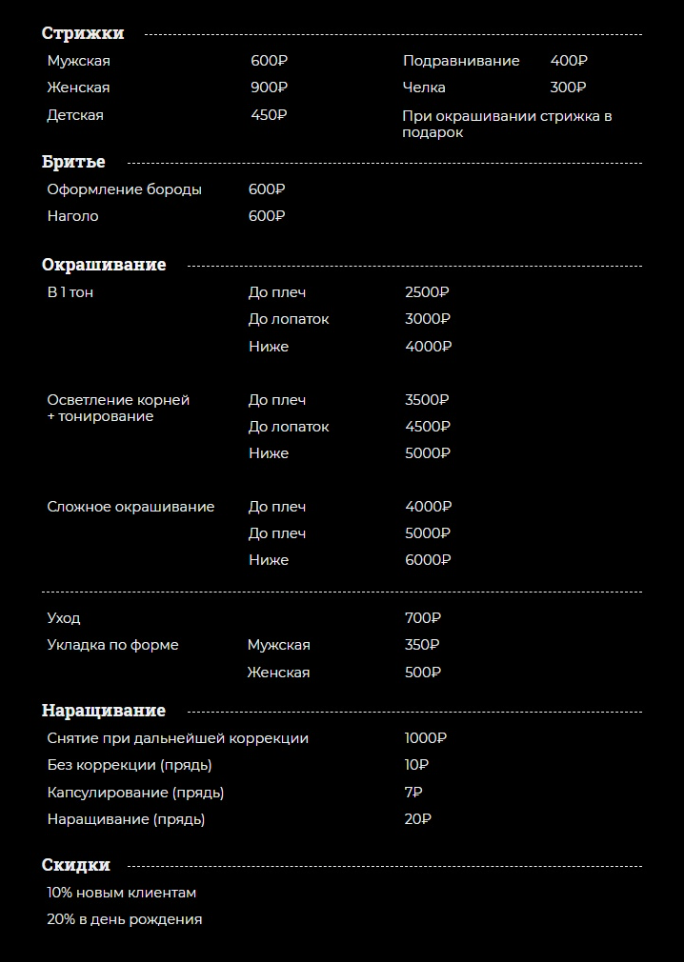 Стрижки
Мужская 600₽ Подравнивание 400₽
Женская 900₽ Челка 300₽
Детская 450₽ При окрашивании стрижка в
подарок
Бритье
Оформление бороды 600₽
Наголо 600₽
Окрашивание
В 1 тон До плеч 2500₽
До лопаток 3000₽
Ниже 4000₽
Осветление корней До плеч 3500₽
+ тонирование
До лопаток 4500₽
Ниже 5000₽
Сложное окрашивание До плеч 4000₽
До плеч 5000₽
Ниже 6000₽
Уход 700₽
Укладка по форме Мужская 350₽
Женская 500₽
Наращивание
Снятие при дальнейшей коррекции 1000₽
Без коррекции (прядь) 10₽
Капсулирование (прядь) 7₽
Наращивание (прядь) 20₽
Скидки
10% новым клиентам
20% в день рождения